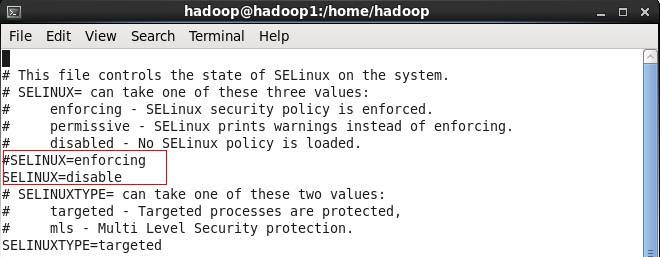 hadoop@hadoop1:/home/hadoop
File Edit View Search Terminal Help
# This file controls the state of SELinux on the system.
# SELINUX= can take one of these three values:
#     enforcing - SELinux security policy is enforced.
#     permissive - SELinux prints warnings instead of enforcing.
#     disabled - No SELinux policy is loaded.
#SELINUX=enforcing
SELINUX=disable
# SELINUXTYPE= can take one of these two values:
#     targeted - Targeted processes are protected,
#     mls - Multi Level Security protection.
SELINUXTYPE=targeted